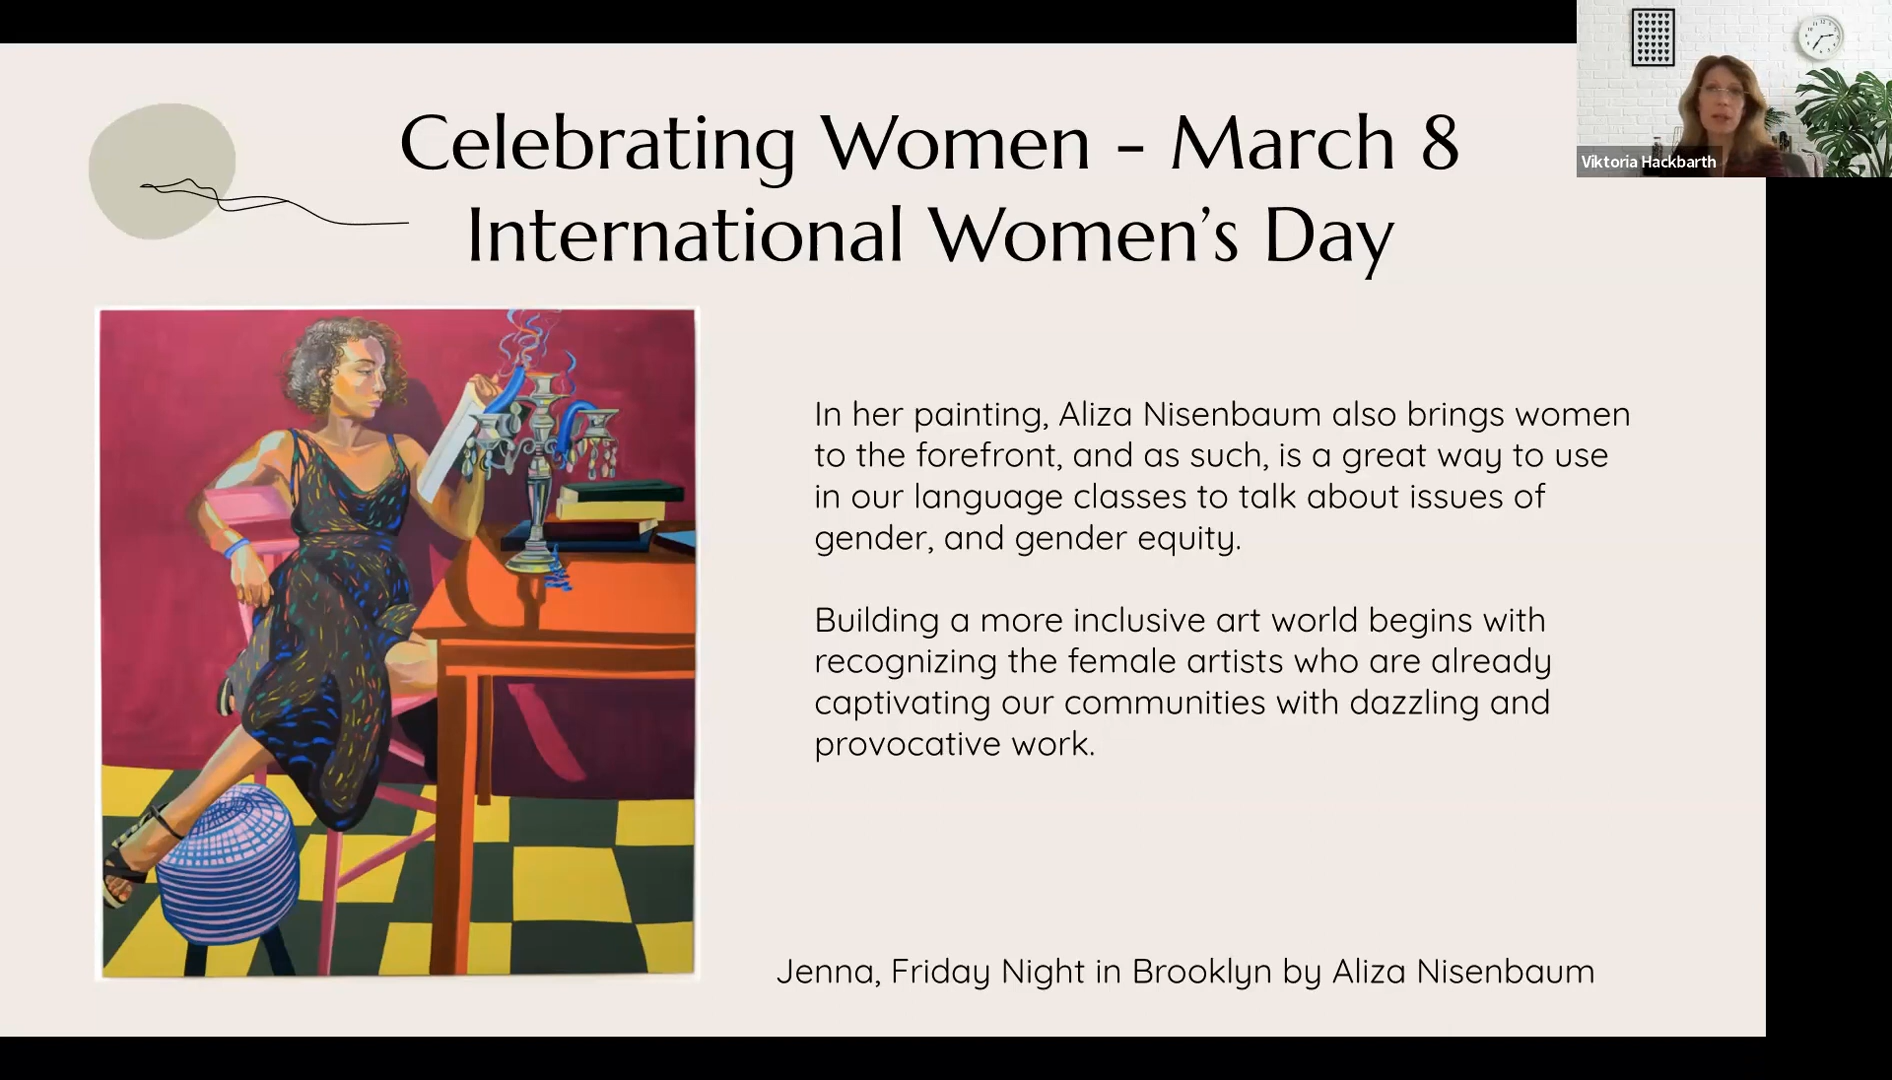 Celebrating Women - March 8
International Women's Day
Viktoria Hackbarth
In her painting, Aliza Nisenbaum also brings women
to the forefront, and as such, is a great way to use
in our language classes to talk about issues of
gender, and gender equity.
Building a more inclusive art world begins with
recognizing the female artists who are already
captivating our communities with dazzling and
provocative work.
Jenna, Friday Night in Brooklyn by Aliza Nisenbaum